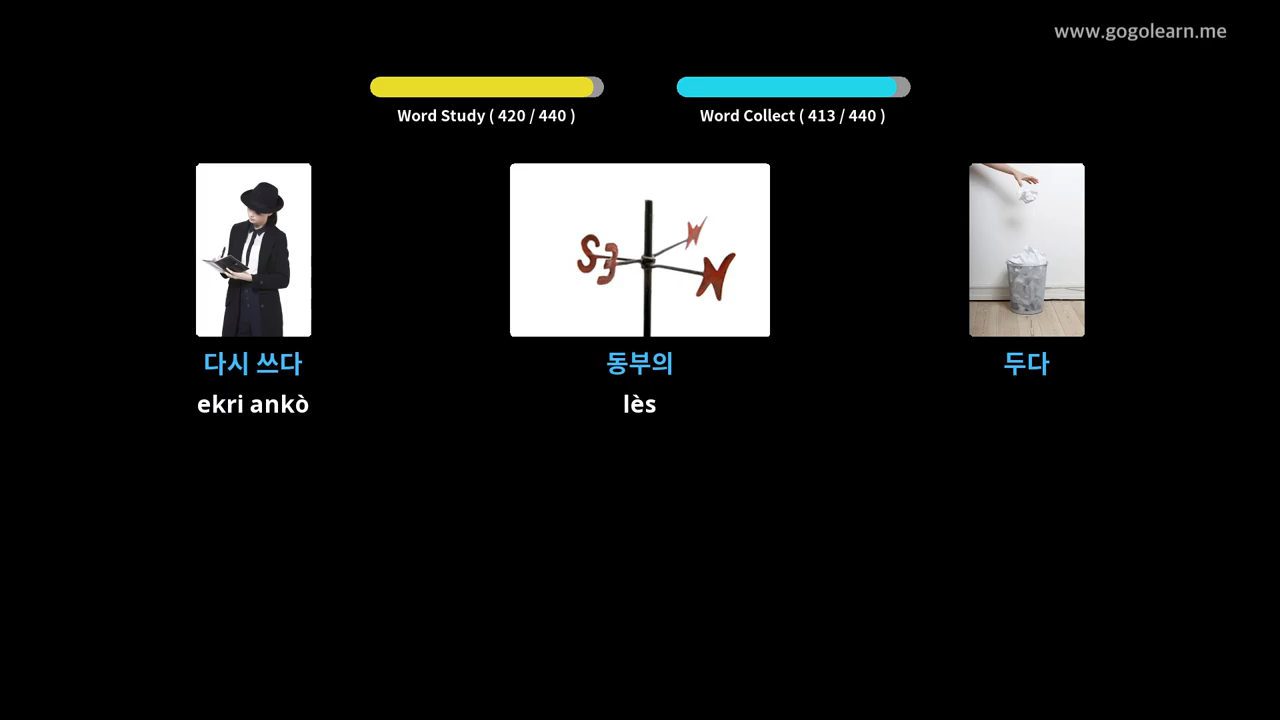 www.gogolearn.me
Word Study ( 420 / 440 )
Word Collect ( 413 / 440 )
S E N W
다시 쓰다
동부의
두다
ekri ankò
lès